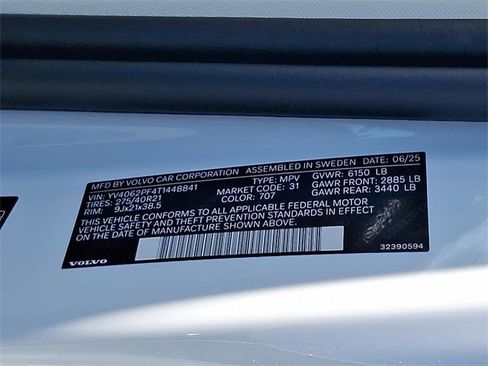 MFD BY VOLVO CAR CORPORATION ASSEMBLED IN SWEDEN DATE: 06/25
VIN: YV4062PF4T1448841 TYPE: MPV GVWR: 6150 LB
TIRES: 275/40R21 MARKET CODE: 31 GAWR FRONT: 2885 LB
RIM: 9Jx21x38.5 COLOR: 707 GAWR REAR: 3440 LB
THIS VEHICLE CONFORMS TO ALL APPLICABLE FEDERAL MOTOR
VEHICLE SAFETY AND THEFT PREVENTION STANDARDS IN EFFECT
ON THE DATE OF MANUFACTURE SHOWN ABOVE.
32390594
VOLVO